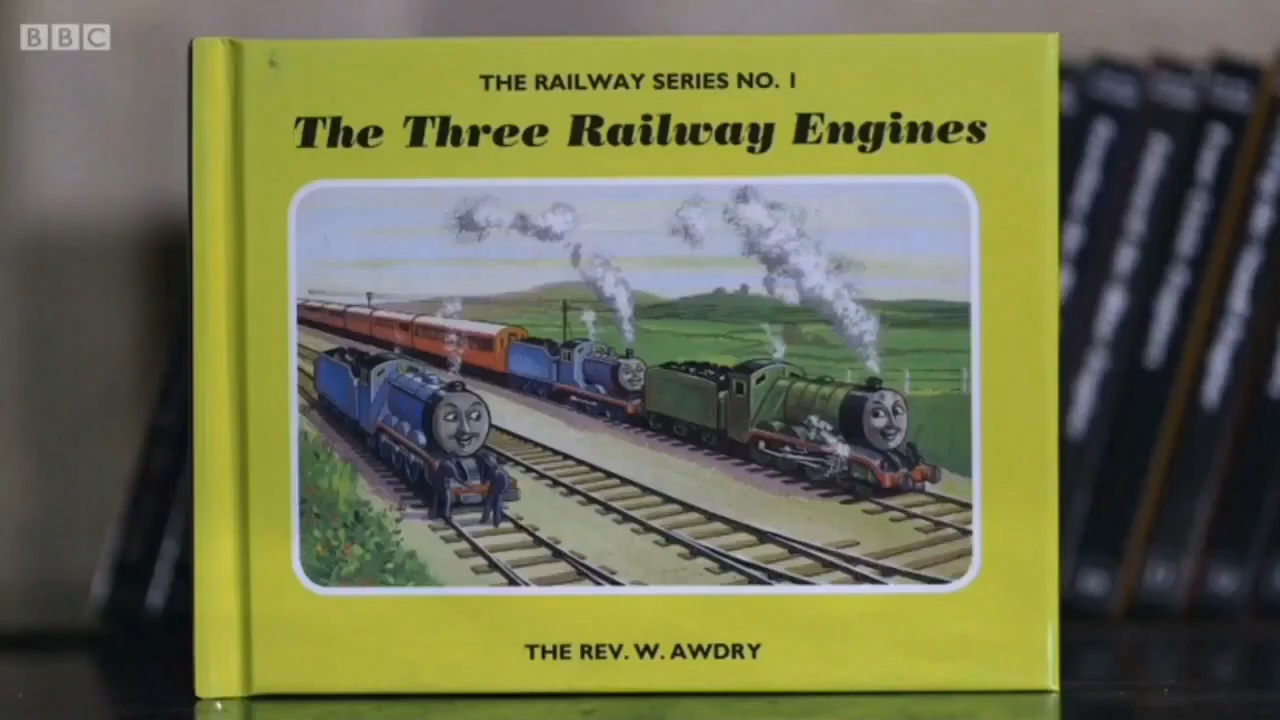 BBC
THE RAILWAY SERIES NO. 1
The Three Railway Engines
THE REV. W. AWDRY